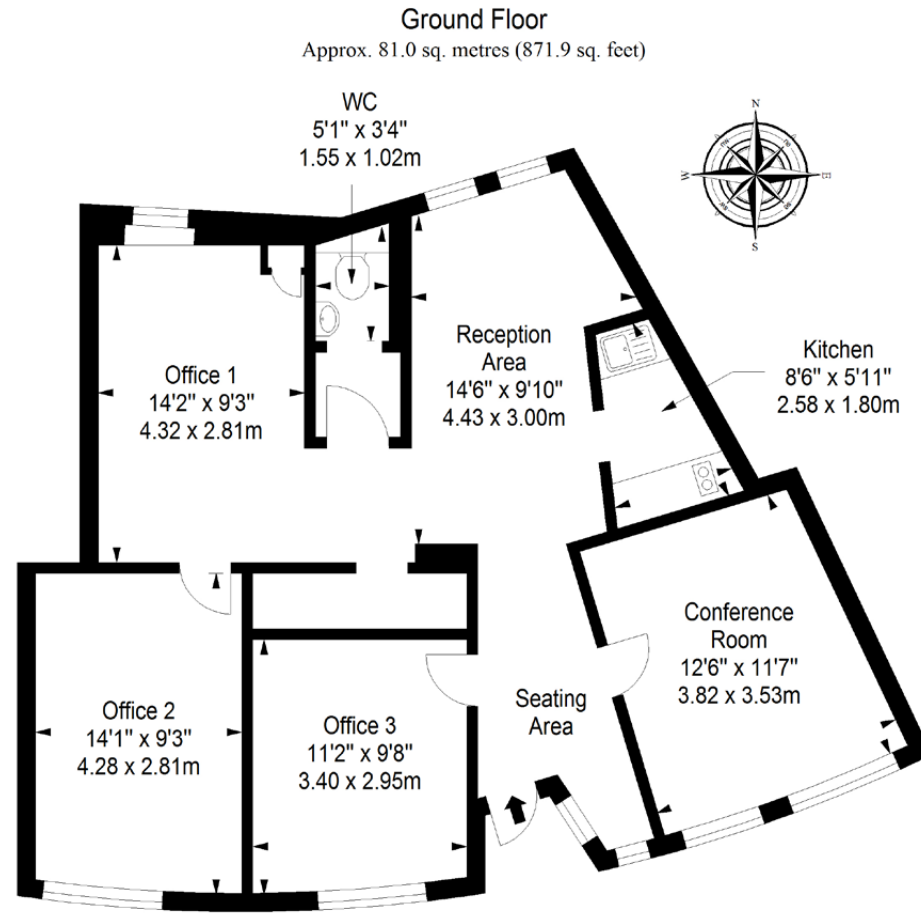 Ground Floor
Approx. 81.0 sq. metres (871.9 sq. feet)
WC
5'1" x 3'4"
1.55 x 1.02m
N
W
E
S
Reception
Area
14'6" x 9'10"
4.43 x 3.00m
Kitchen
8'6" x 5'11"
2.58 x 1.80m
Office 1
14'2" x 9'3"
4.32 x 2.81m
Conference
Room
12'6" x 11'7"
3.82 x 3.53m
Office 2
14'1" x 9'3"
4.28 x 2.81m
Office 3
11'2" x 9'8"
3.40 x 2.95m
Seating
Area